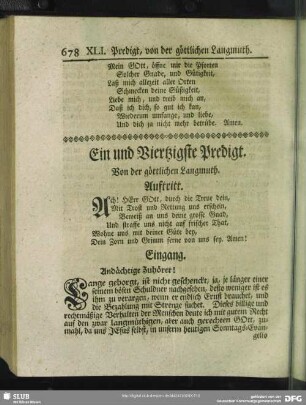 678 XLI. Predigt, von der göttlichen Langmuth.
Mein GOtt, öffne mir die Pforten
Solcher Gnade, und Gütigkeit,
Laß mich allezeit aller Orten
Schmecken deine Süßigkeit,
Liebe mich, und treib mich an,
Daß ich dich, so gut ich kan,
Wiederum umfange, und liebe,
Und dich ja nicht mehr betrübe. Amen.
Ein und Viertzigste Predigt.
Von der göttlichen Langmuth.
Auftritt.
ACh! HErr GOtt, durch die Treue dein,
Mit Trost und Rettung uns erschein,
Beweiß an uns deine grosse Gnad,
Und straffe uns nicht auf frischer That,
Wohne uns mit deiner Güte bey,
Dein Zorn und Grimm ferne von uns sey. Amen!
Eingang.
Andächtige Zuhörer!
Lange geborget, ist nicht geschenckt, ja, je länger einer
seinem bösen Schuldner nachgesehen, desto weniger ist es
ihm zu verargen, wenn er endlich Ernst brauchet, und
die Bezahlung mit Strenge suchet. Dieses billige und
rechtmäßige Verhalten der Menschen deute ich mit gutem Recht
auf den zwar langmüthigen, aber auch gerechten GOtt, zu-
mahl, da uns JEsus selbst, in unserm heutigen Sonntags-Evan-
gelio